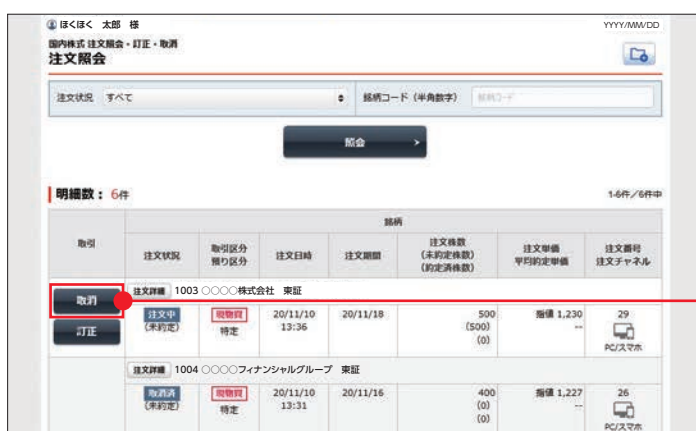 ほくほく 太郎 様
YYYY/MM/DD
国内株式 注文照会・訂正・取消
注文照会
注文状況 すべて
銘柄コード (半角数字) 銘柄コード
照会
明細数: 6件
1-6件/6件中
取引
銘柄
注文状況
取引区分
預り区分
注文日時
注文期間
注文株数
(未約定株数)
(約定済株数)
注文単価
平均約定単価
注文番号
注文チャネル
取消
訂正
注文詳細 1003 ○○○○株式会社 東証
注文中
(未約定)
現物買
特定
20/11/10
13:36
20/11/18
500
(500)
(0)
指値 1,230
--
29
PC/スマホ
注文詳細 1004 ○○○○フィナンシャルグループ 東証
取消済
(未約定)
現物買
特定
20/11/10
13:31
20/11/16
400
(0)
(0)
指値 1,227
--
26
PC/スマホ